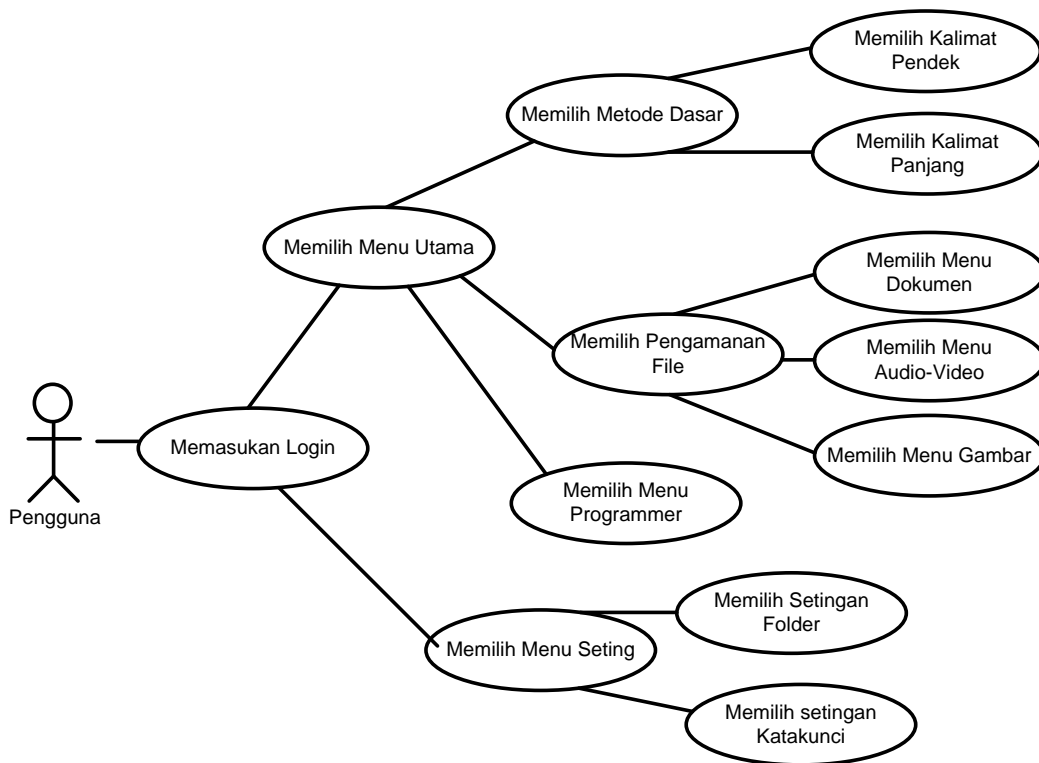 Memilih Kalimat
Pendek
Memilih Metode Dasar
Memilih Kalimat
Panjang
Memilih Menu Utama
Memilih Menu
Dokumen
Memilih Pengamanan
File
Memilih Menu
Audio-Video
Memilih Menu Gambar
Memasukan Login
Memilih Menu
Programmer
Pengguna
Memilih Setingan
Folder
Memilih Menu Seting
Memilih setingan
Katakunci